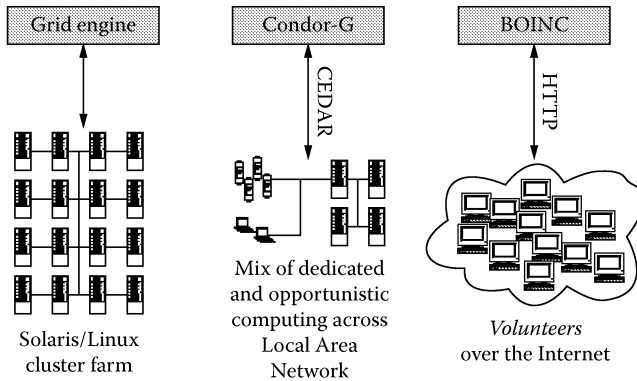 Grid engine
Condor-G
BOINC
CEDAR
HTTP
Solaris/Linux
cluster farm
Mix of dedicated
and opportunistic
computing across
Local Area
Network
Volunteers
over the Internet